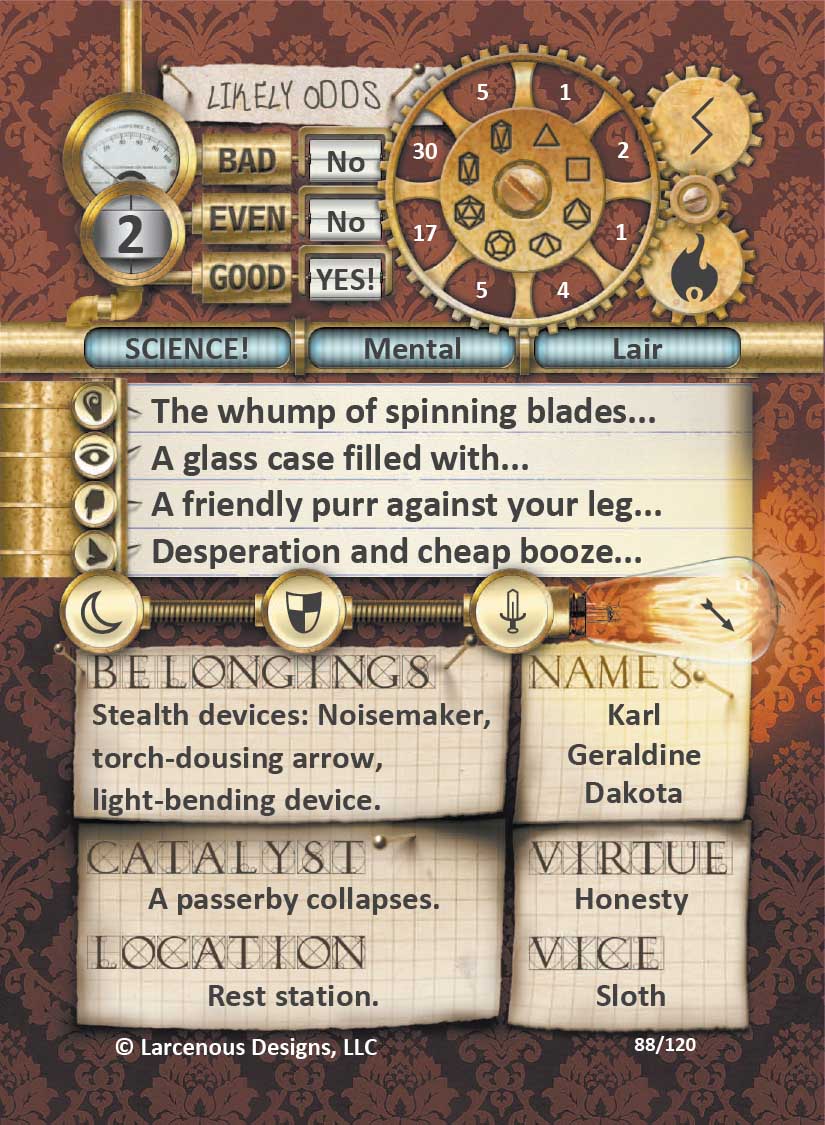 LIKELY ODDS
BAD No
EVEN No
GOOD YES!
2
5 1
30 2
17 1
5 4
SCIENCE! Mental Lair
The whump of spinning blades...
A glass case filled with...
A friendly purr against your leg...
Desperation and cheap booze...
BELONGINGS
Stealth devices: Noisemaker,
torch-dousing arrow,
light-bending device.
NAMES
Karl
Geraldine
Dakota
CATALYST
A passerby collapses.
LOCATION
Rest station.
VIRTUE
Honesty
VICE
Sloth
© Larcenous Designs, LLC
88/120